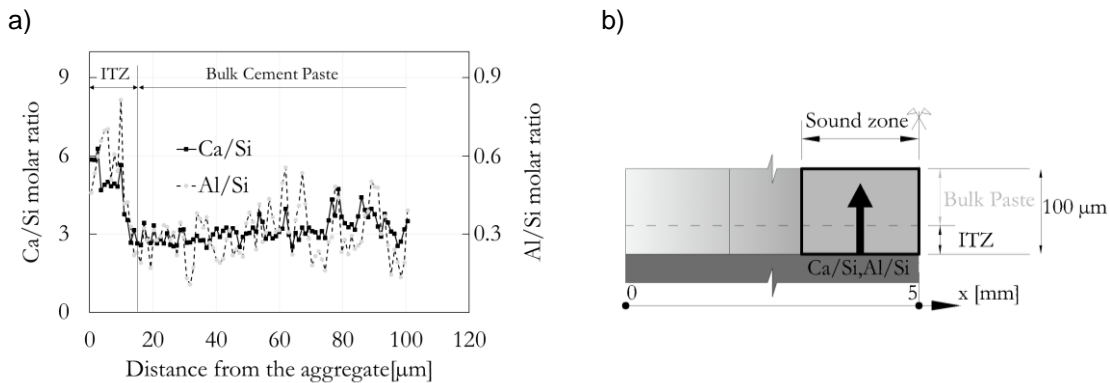 a)
9
6
3
0
Ca/Si molar ratio
ITZ
Bulk Cement Paste
Ca/Si
Al/Si
0.9
0.6
0.3
0.0
Al/Si molar ratio
0 20 40 60 80 100 120
Distance from the aggregate[μm]
b)
Sound zone
Bulk Paste
ITZ
100 μm
Ca/Si,Al/Si
0 5
x [mm]